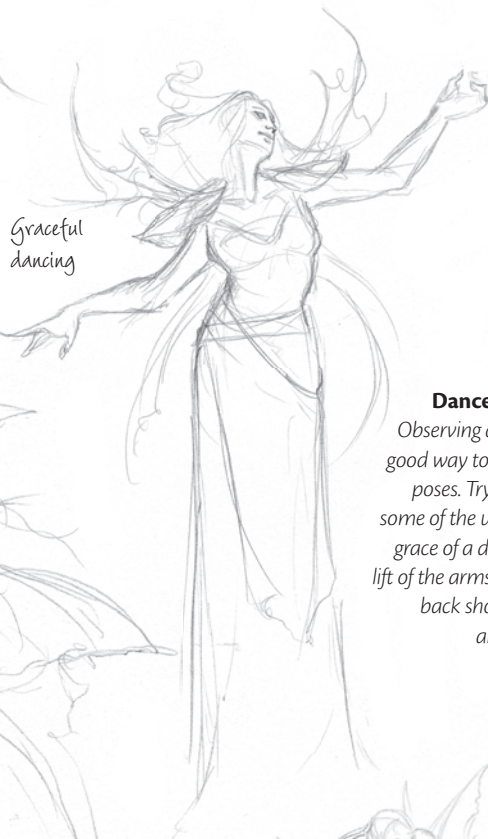 Graceful
dancing
Dance
Observing
good way to
poses. Try
some of the
grace of a
lift of the arms
back